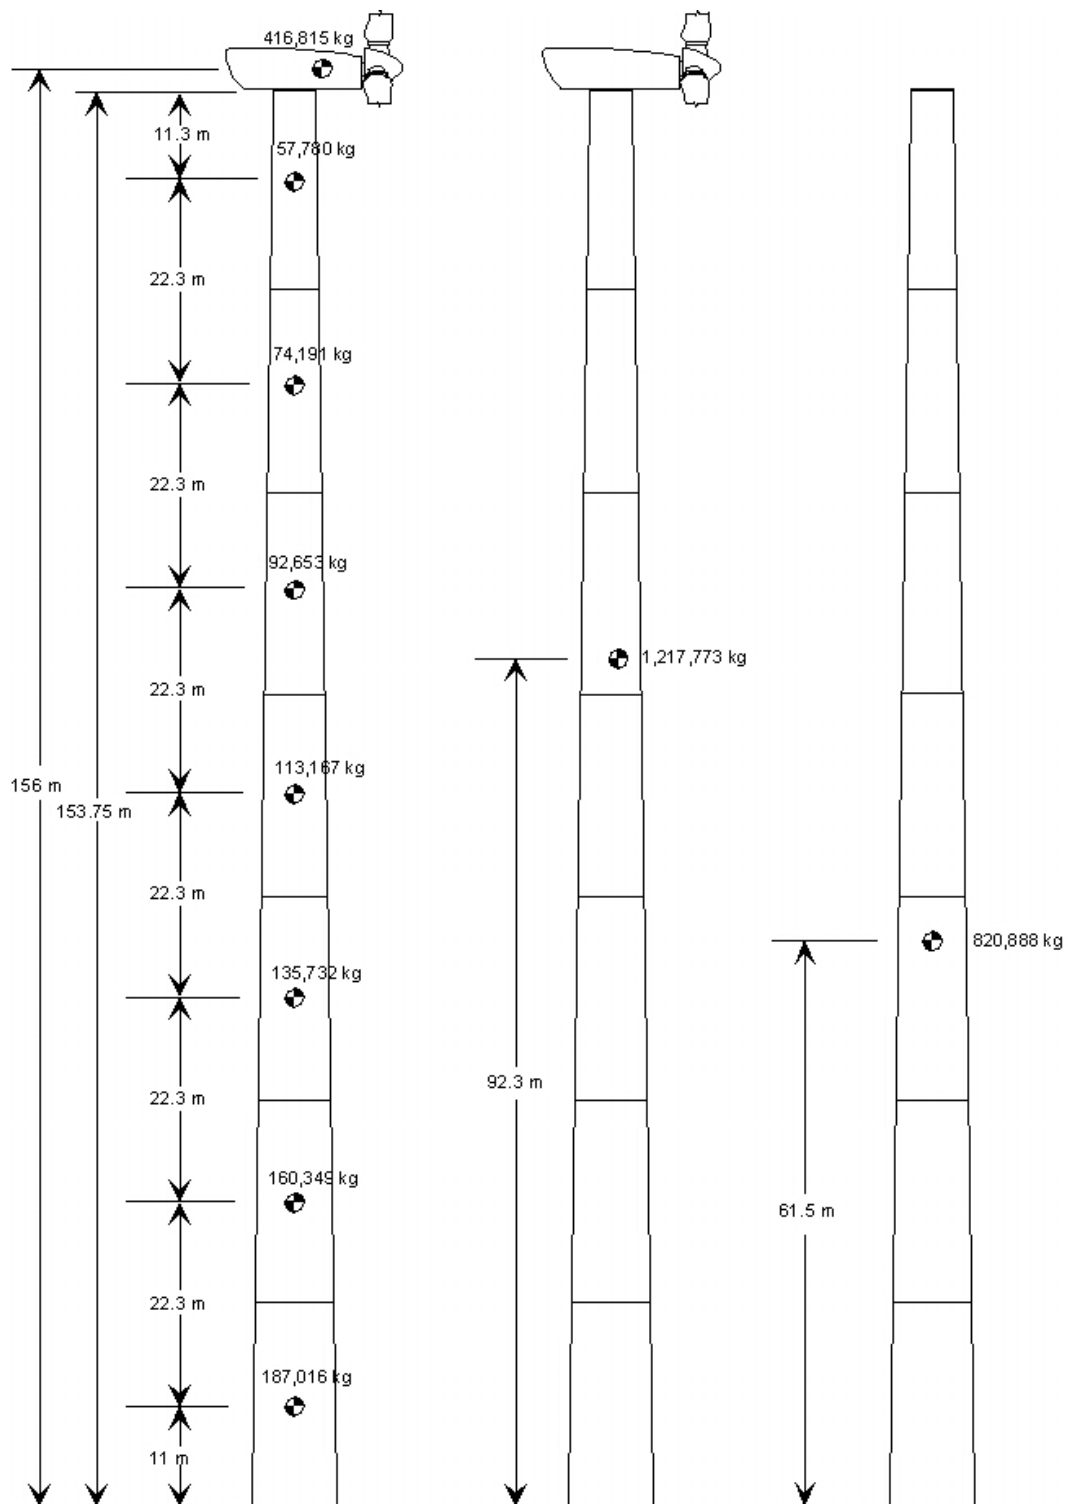 416,815 kg
11.3 m
57,780 kg
22.3 m
74,191 kg
22.3 m
92,653 kg
1,217,773 kg
22.3 m
113,167 kg
156 m
153.75 m
22.3 m
820,888 kg
135,732 kg
92.3 m
22.3 m
160,349 kg
61.5 m
22.3 m
187,016 kg
11 m